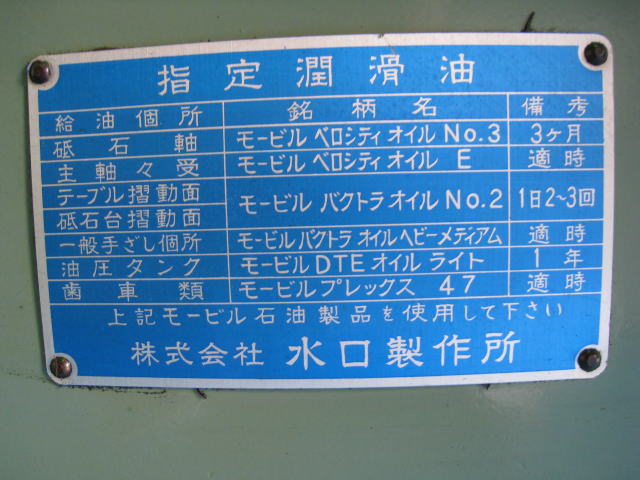 指定潤滑油
給油個所 銘柄名 備考
砥石軸 モービル ベロシティ オイル No.3 3ヶ月
主軸々受 モービル ベロシティ オイル E 適時
テーブル摺動面 モービル バクトラ オイル No.2 1日2~3回
砥石台摺動面
一般手ざし個所 モービル バクトラ オイル ヘビーメディアム 適時
油圧タンク モービル DTE オイル ライト 1年
歯車類 モービルプレックス 47 適時
上記モービル石油製品を使用して下さい
株式会社 水口製作所